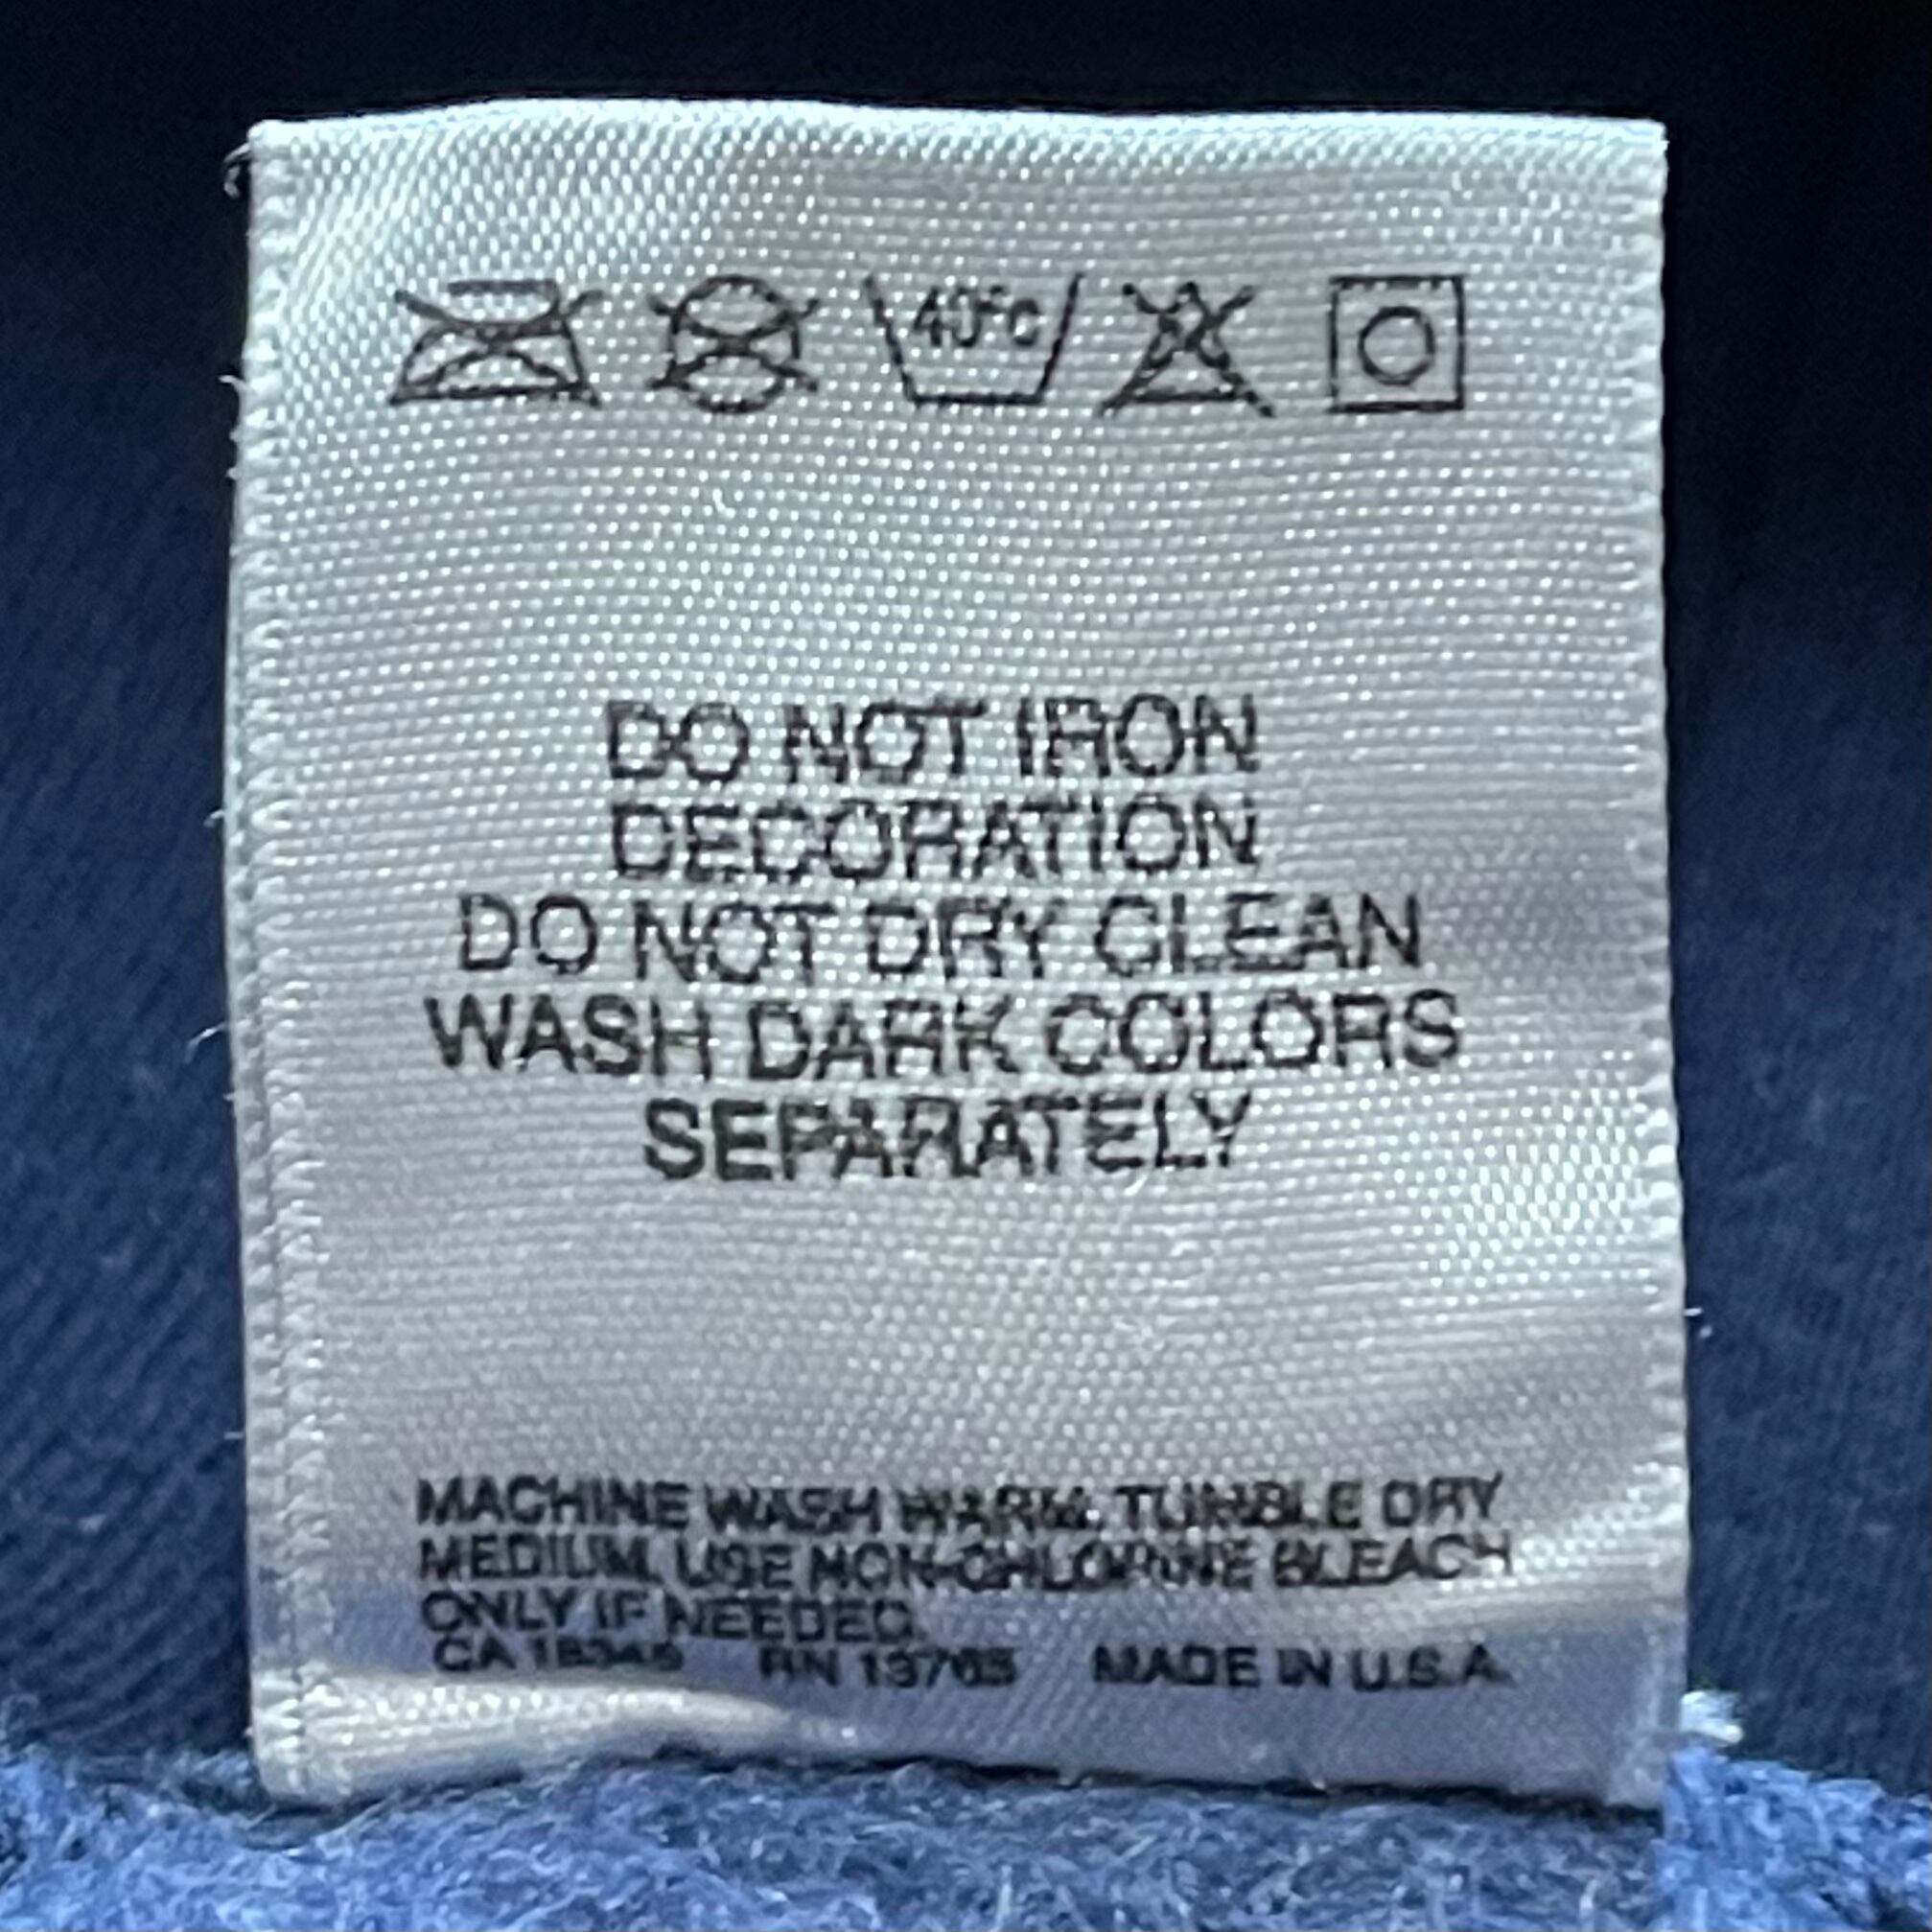 40°c
DO NOT IRON
DECORATION
DO NOT DRY CLEAN
WASH DARK COLORS
SEPARATELY
MACHINE WASH WARM. TUMBLE DRY
MEDIUM. USE NON-CHLORINE BLEACH
ONLY IF NEEDED.
CA RN 13765 MADE IN U.S.A.